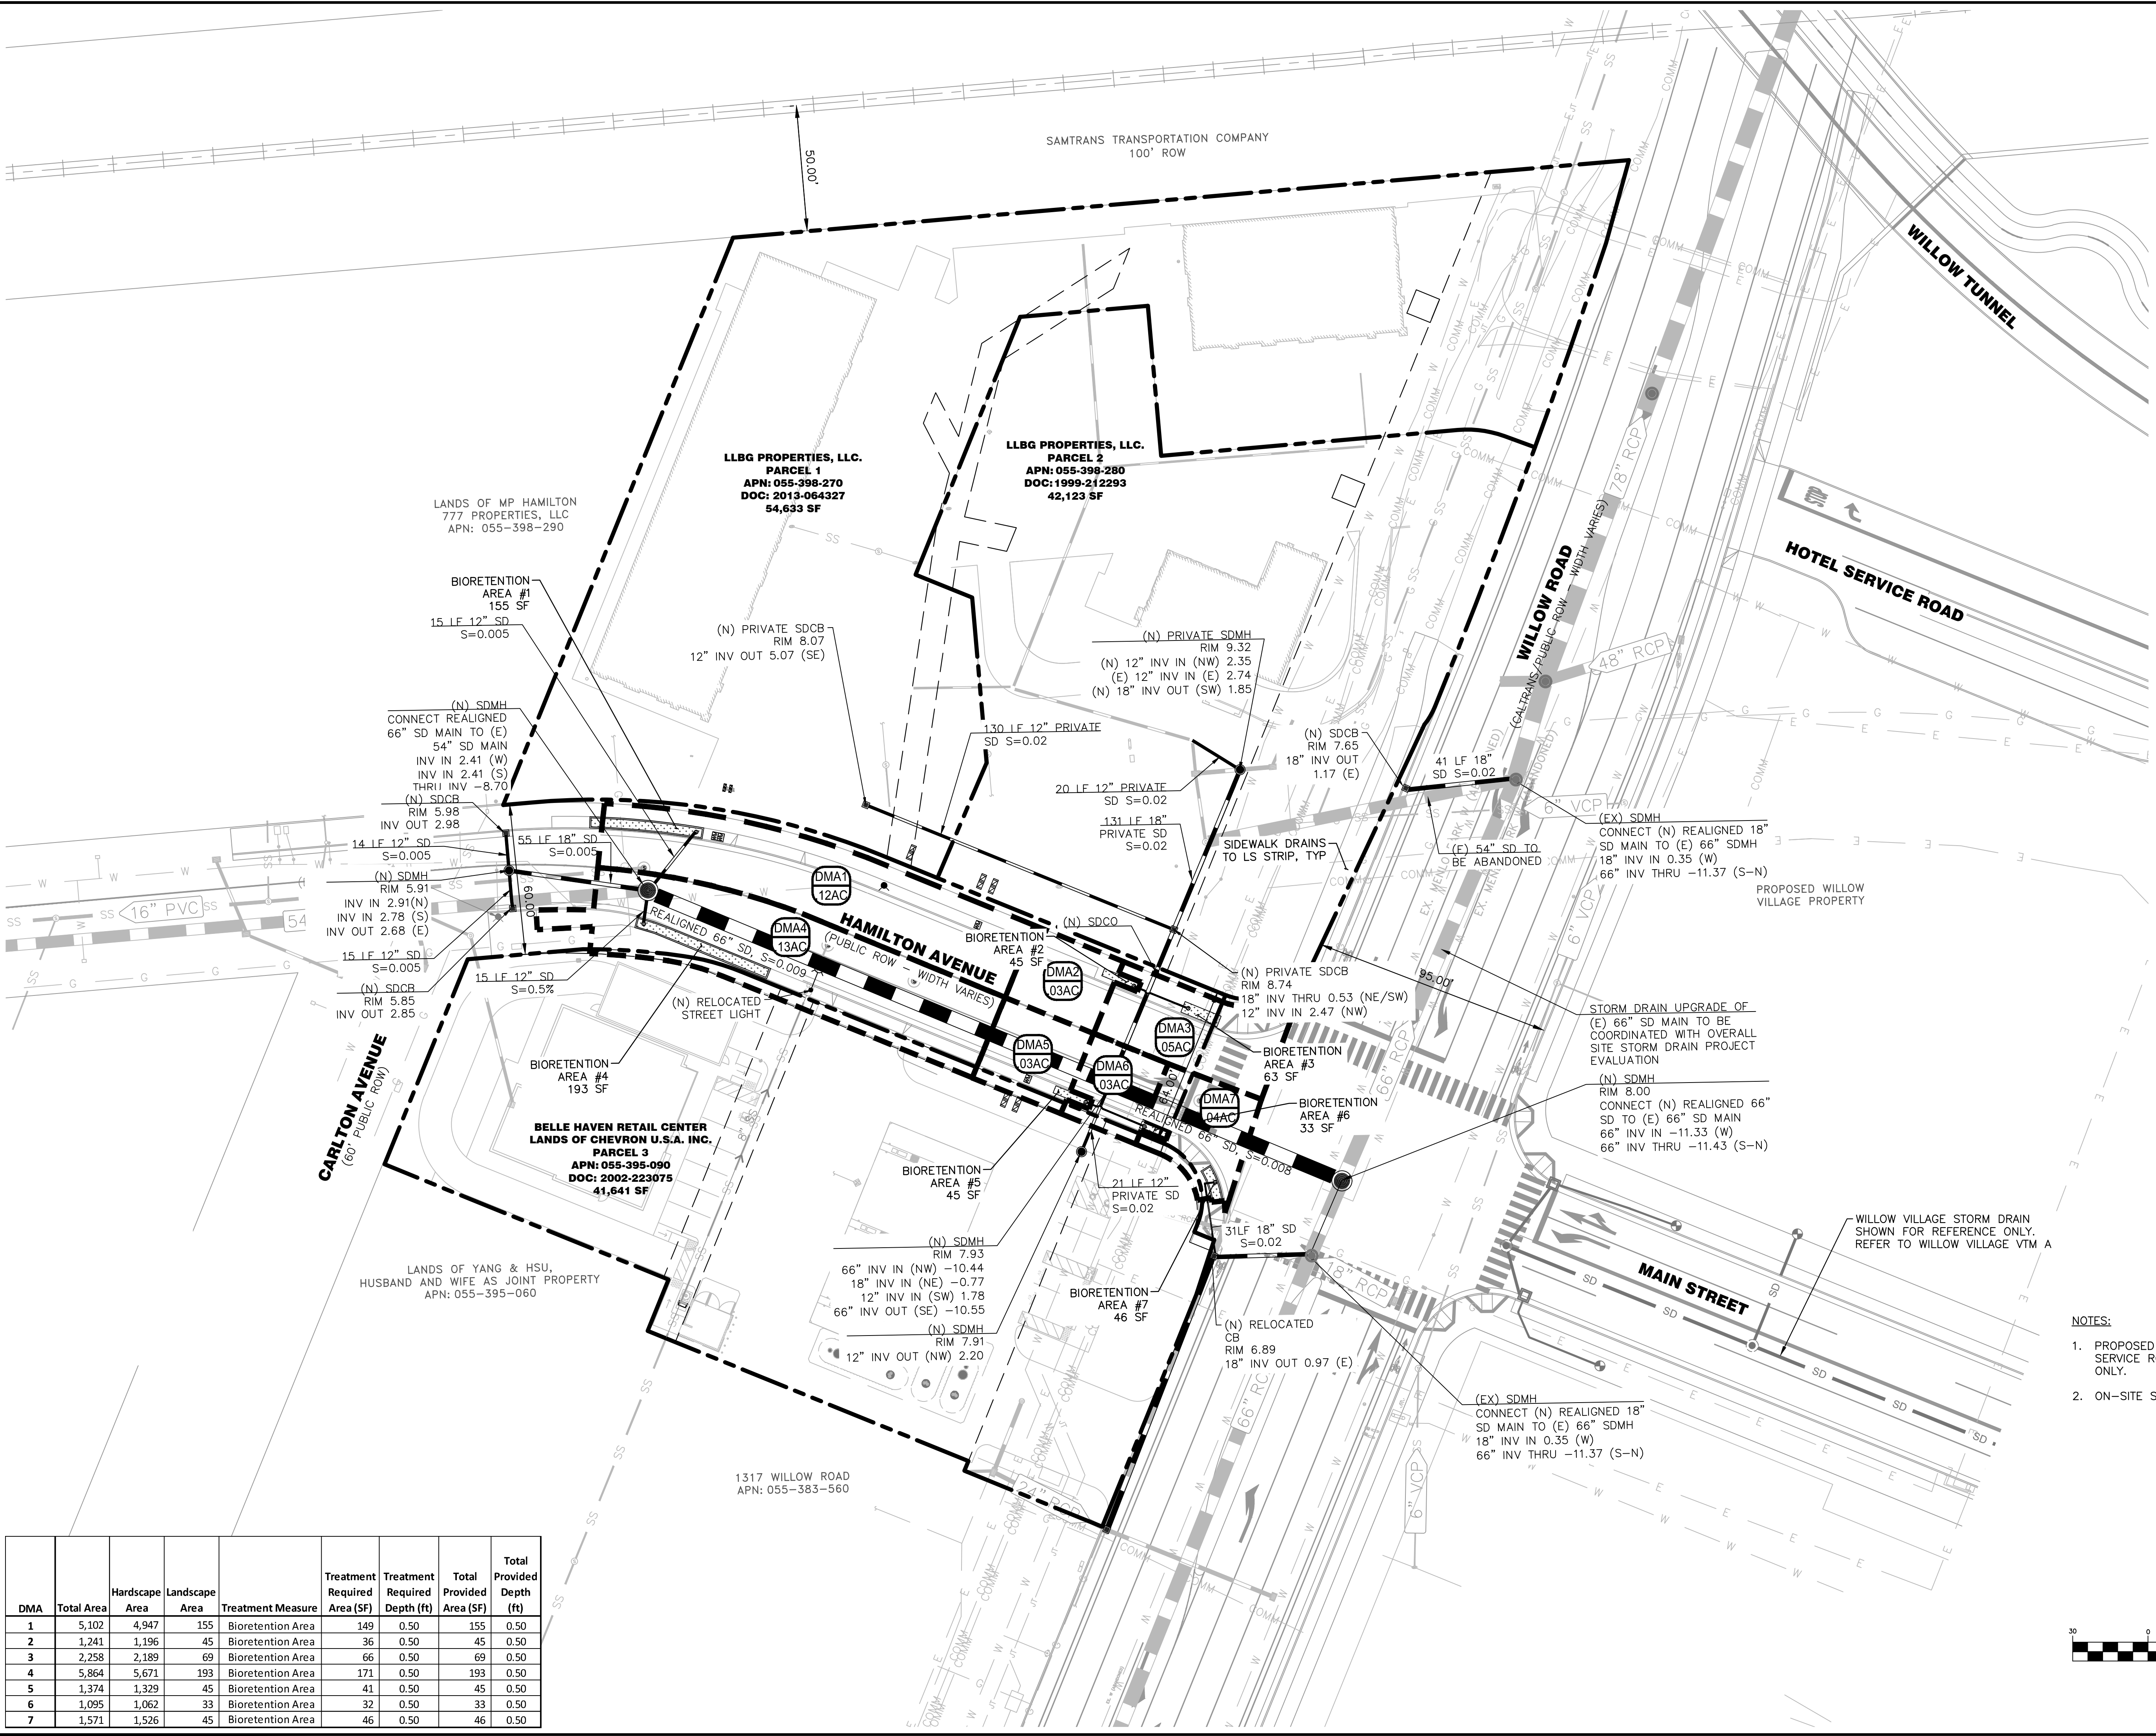 SAMTRANS TRANSPORTATION COMPANY
100' ROW
50.00'
WILLOW TUNNEL
LLBG PROPERTIES, LLC.
PARCEL 1
APN: 055-398-270
DOC: 2013-064327
54,633 SF
LLBG PROPERTIES, LLC.
PARCEL 2
APN: 055-398-280
DOC: 1999-212293
42,123 SF
LANDS OF MP HAMILTON
777 PROPERTIES, LLC
APN: 055-398-290
WILLOW ROAD
(CALTRANS/PUBLIC ROW - WIDTH VARIES)
78" RCP
48" RCP
HOTEL SERVICE ROAD
BIORETENTION
AREA #1
155 SF
15 LF 12" SD
S=0.005
(N) PRIVATE SDCB
RIM 8.07
12" INV OUT 5.07 (SE)
(N) PRIVATE SDMH
RIM 9.32
(N) 12" INV IN (NW) 2.35
(E) 12" INV IN (E) 2.74
(N) 18" INV OUT (SW) 1.85
(N) SDMH
CONNECT REALIGNED
66" SD MAIN TO (E)
54" SD MAIN
INV IN 2.41 (W)
INV IN 2.41 (S)
THRU INV -8.70
(N) SDCB
RIM 5.98
INV OUT 2.98
14 LF 12" SD
S=0.005
55 LF 18" SD
S=0.005
130 LF 12" PRIVATE
SD S=0.02
(N) SDCB
RIM 7.65
18" INV OUT
1.17 (E)
41 LF 18"
SD S=0.02
20 LF 12" PRIVATE
SD S=0.02
131 LF 18"
PRIVATE SD
S=0.02
SIDEWALK DRAINS
TO LS STRIP, TYP
(E) 54" SD TO
BE ABANDONED
6" VCP
(EX) SDMH
CONNECT (N) REALIGNED 18"
SD MAIN TO (E) 66" SDMH
18" INV IN 0.35 (W)
66" INV THRU -11.37 (S-N)
PROPOSED WILLOW
VILLAGE PROPERTY
(N) SDMH
RIM 5.91
INV IN 2.91(N)
INV IN 2.78 (S)
INV OUT 2.68 (E)
60.00'
16" PVC
54
15 LF 12" SD
S=0.005
(N) SDCB
RIM 5.85
INV OUT 2.85
15 LF 12" SD
S=0.5%
DMA1
12AC
DMA4
13AC
HAMILTON AVENUE
(PUBLIC ROW - WIDTH VARIES)
REALIGNED 66" SD, S=0.009
BIORETENTION
AREA #2
45 SF
(N) SDCO
DMA2
03AC
(N) RELOCATED
STREET LIGHT
(N) PRIVATE SDCB
RIM 8.74
18" INV THRU 0.53 (NE/SW)
12" INV IN 2.47 (NW)
95.00'
6" VCP
STORM DRAIN UPGRADE OF
(E) 66" SD MAIN TO BE
COORDINATED WITH OVERALL
SITE STORM DRAIN PROJECT
EVALUATION
DMA5
03AC
DMA3
05AC
DMA6
03AC
DMA7
04AC
64.00'
66" RCP
BIORETENTION
AREA #3
63 SF
BIORETENTION
AREA #6
33 SF
REALIGNED 66" SD, S=0.008
(N) SDMH
RIM 8.00
CONNECT (N) REALIGNED 66"
SD TO (E) 66" SD MAIN
66" INV IN -11.33 (W)
66" INV THRU -11.43 (S-N)
CARLTON AVENUE
(60' PUBLIC ROW)
BIORETENTION
AREA #4
193 SF
8" SS
BELLE HAVEN RETAIL CENTER
LANDS OF CHEVRON U.S.A. INC.
PARCEL 3
APN: 055-395-090
DOC: 2002-223075
41,641 SF
BIORETENTION
AREA #5
45 SF
21 LF 12"
PRIVATE SD
S=0.02
31LF 18" SD
S=0.02
WILLOW VILLAGE STORM DRAIN
SHOWN FOR REFERENCE ONLY.
REFER TO WILLOW VILLAGE VTM A
MAIN STREET
LANDS OF YANG & HSU,
HUSBAND AND WIFE AS JOINT PROPERTY
APN: 055-395-060
(N) SDMH
RIM 7.93
66" INV IN (NW) -10.44
18" INV IN (NE) -0.77
12" INV IN (SW) 1.78
66" INV OUT (SE) -10.55
(N) SDMH
RIM 7.91
12" INV OUT (NW) 2.20
BIORETENTION
AREA #7
46 SF
18" RCP
(N) RELOCATED
CB
RIM 6.89
18" INV OUT 0.97 (E)
(EX) SDMH
CONNECT (N) REALIGNED 18"
SD MAIN TO (E) 66" SDMH
18" INV IN 0.35 (W)
66" INV THRU -11.37 (S-N)
66" RC
6" VCP
24" RCP
1317 WILLOW ROAD
APN: 055-383-560
NOTES:
1. PROPOSED
SERVICE R
ONLY.
2. ON-SITE S
30 0
DMA Total Area Hardscape Area Landscape Area Treatment Measure Treatment Required Area (SF) Treatment Required Depth (ft) Total Provided Area (SF) Total Provided Depth (ft)
1 5,102 4,947 155 Bioretention Area 149 0.50 155 0.50
2 1,241 1,196 45 Bioretention Area 36 0.50 45 0.50
3 2,258 2,189 69 Bioretention Area 66 0.50 69 0.50
4 5,864 5,671 193 Bioretention Area 171 0.50 193 0.50
5 1,374 1,329 45 Bioretention Area 41 0.50 45 0.50
6 1,095 1,062 33 Bioretention Area 32 0.50 33 0.50
7 1,571 1,526 45 Bioretention Area 46 0.50 46 0.50